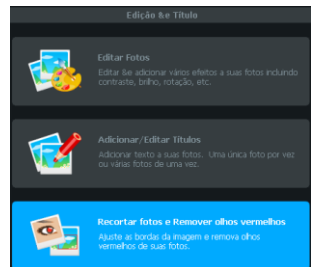 Edição &e Título
Editar Fotos
Editar &e adicionar vários efeitos a suas fotos incluindo
contraste, brilho, rotação, etc.
Adicionar/Editar Títulos
Adicionar texto a suas fotos. Uma única foto por vez
ou várias fotos de uma vez.
Recortar fotos e Remover olhos vermelhos
Ajuste as bordas da imagem e remova olhos
vermelhos de suas fotos.